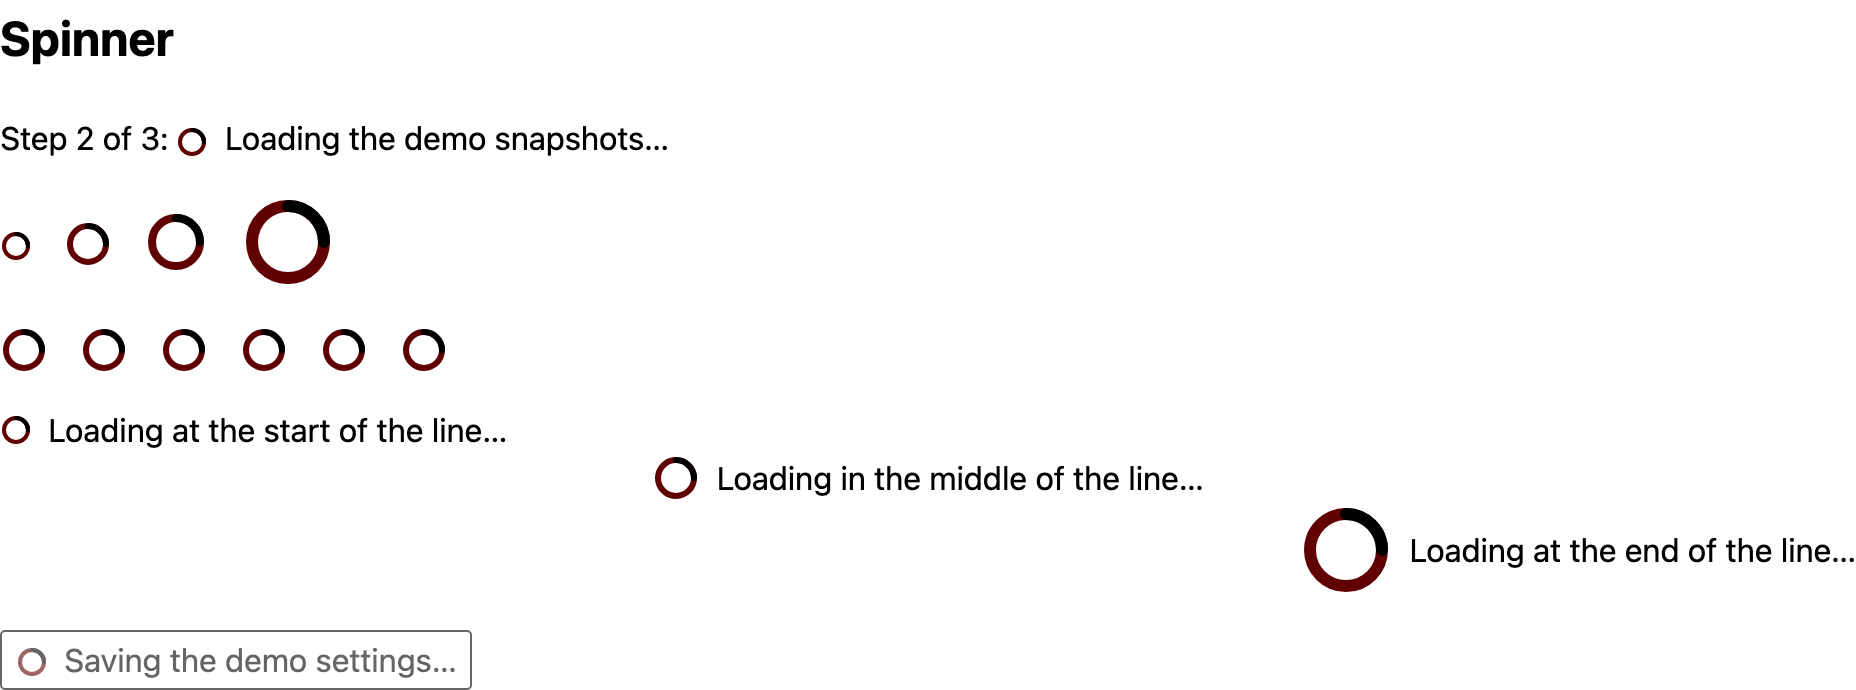 Spinner
Step 2 of 3: Loading the demo snapshots...
Loading at the start of the line...
Loading in the middle of the line...
Loading at the end of the line...
Saving the demo settings...